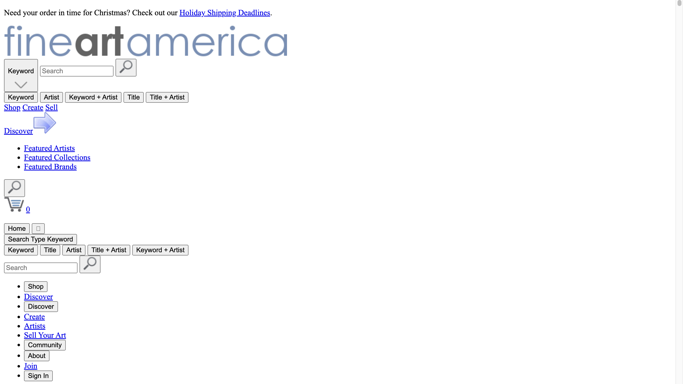 Need your order in time for Christmas? Check out our Holiday Shipping Deadlines.
fineartamerica
Keyword Search
Keyword Artist Keyword + Artist Title Title + Artist
Shop Create Sell
Discover
Featured Artists
Featured Collections
Featured Brands
0
Home
Search Type Keyword
Keyword Title Artist Title + Artist Keyword + Artist
Search
Shop
Discover
Discover
Create
Artists
Sell Your Art
Community
About
Join
Sign In